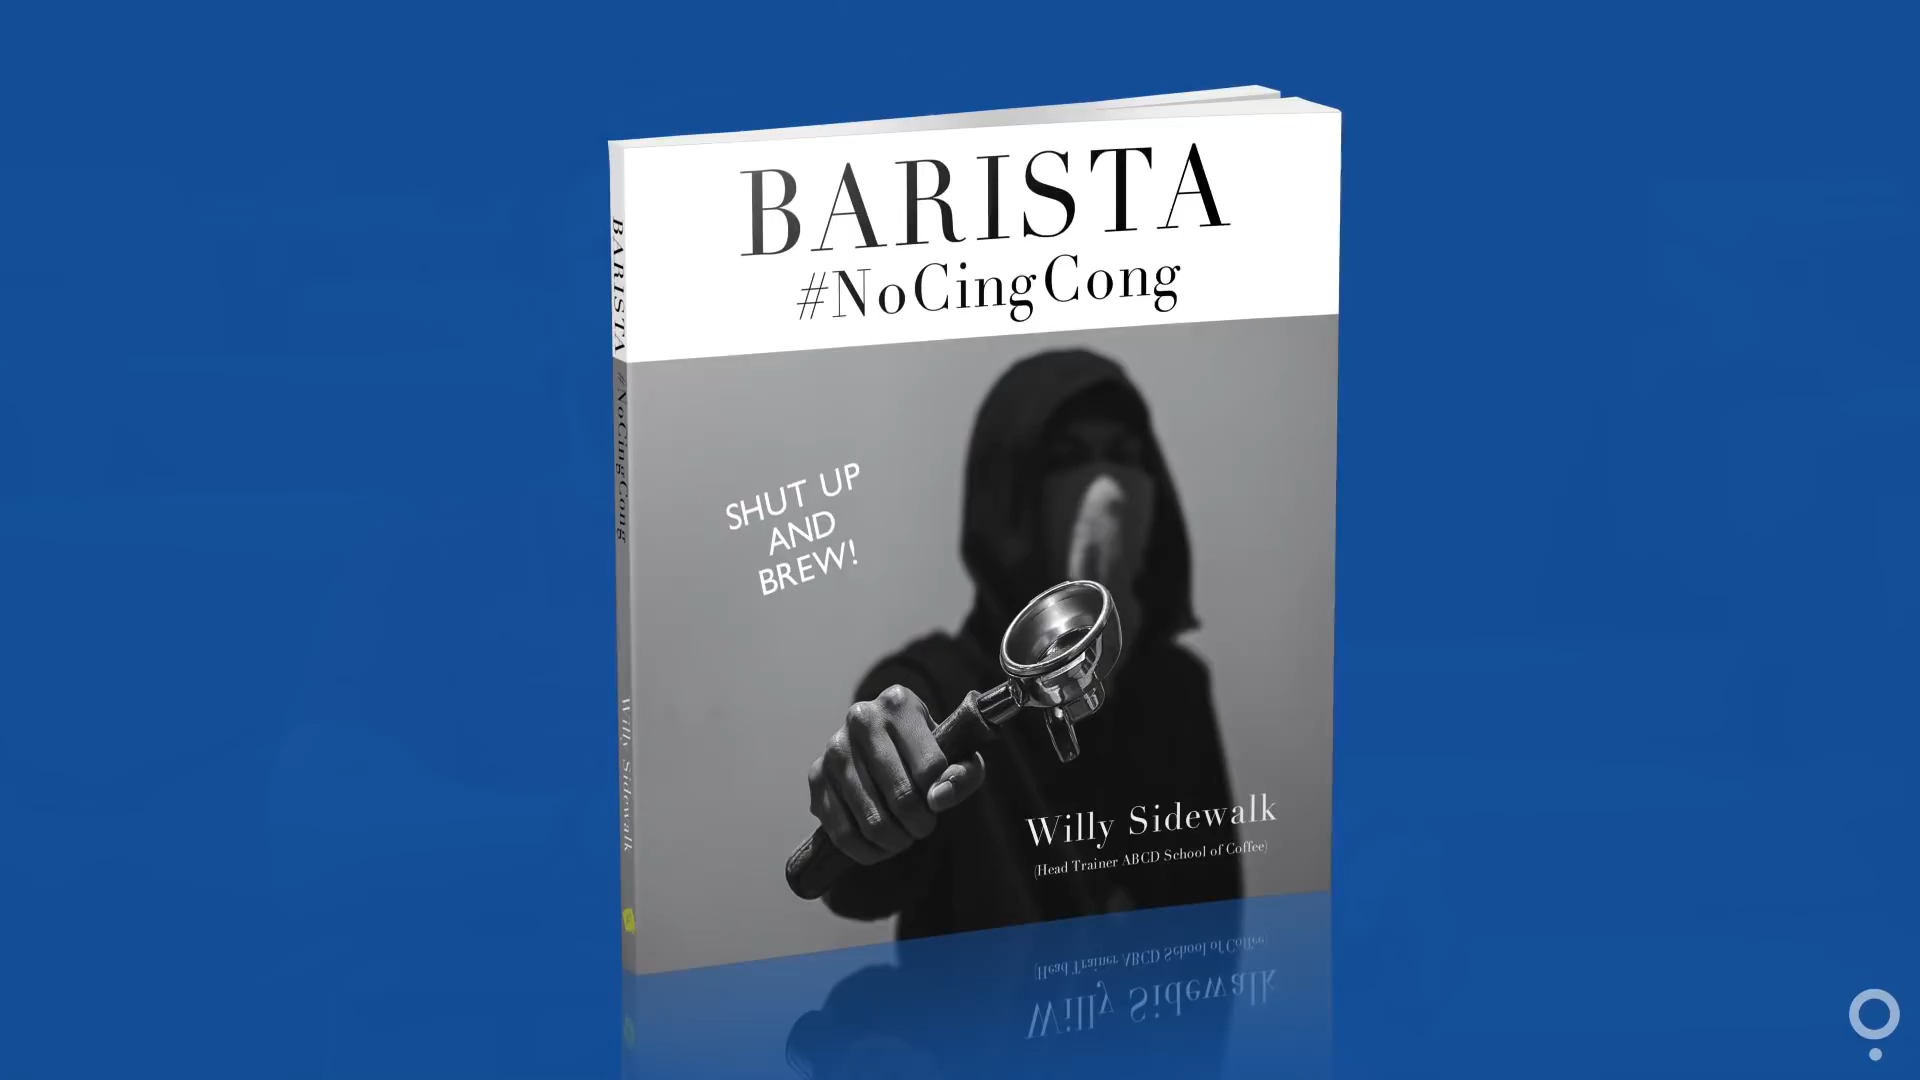 BARISTA
#NoCingCong
SHUT UP
AND
BREW!
Willy Sidewalk
(Head Trainer ABCD School of Coffee)
BARISTA #NoCingCong Willy Sidewalk